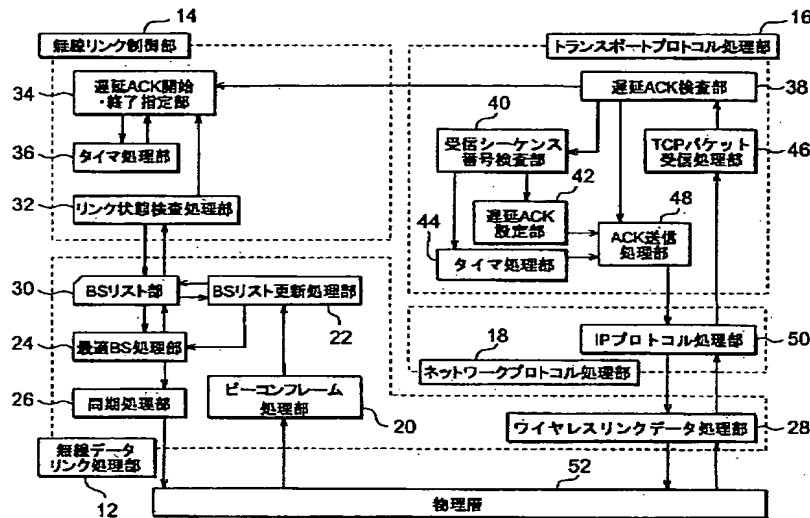 14
無線リンク制御部
16
トランスポートプロトコル処理部
34
遅延ACK開始
・終了指定部
遅延ACK検査部
38
36
タイマ処理部
40
受信シーケンス
番号検査部
TCPパケット
受信処理部
46
32
リンク状態検査処理部
42
遅延ACK
設定部
48
ACK送信
処理部
44
タイマ処理部
30
BSリスト部
BSリスト更新処理部
22
24
最適BS処理部
18
ネットワークプロトコル処理部
IPプロトコル処理部
50
26
同期処理部
ビーコンフレーム
処理部
20
ワイヤレスリンクデータ処理部
28
無線データ
リンク処理部
12
52
物理層